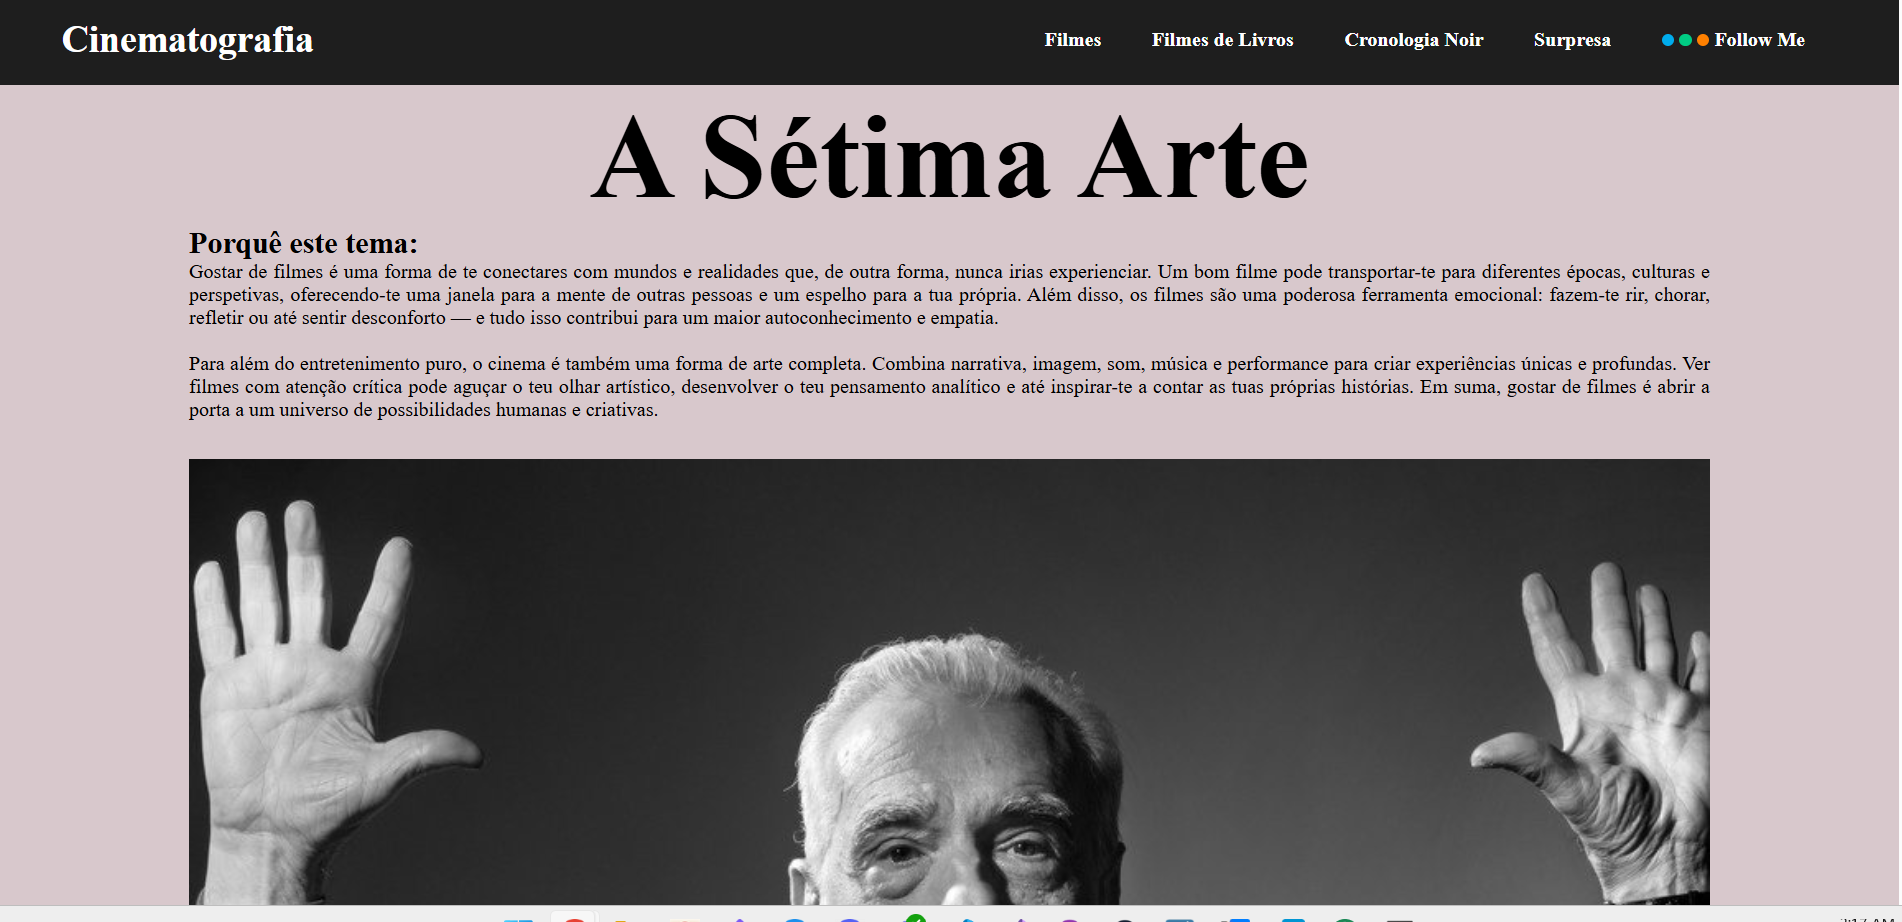 Cinematografia
Filmes
Filmes de Livros
Cronologia Noir
Surpresa
Follow Me
A Sétima Arte
Porquê este tema:
Gostar de filmes é uma forma de te conectares com mundos e realidades que, de outra forma, nunca irias experienciar. Um bom filme pode transportar-te para diferentes épocas, culturas e
perspetivas, oferecendo-te uma janela para a mente de outras pessoas e um espelho para a tua própria. Além disso, os filmes são uma poderosa ferramenta emocional: fazem-te rir, chorar,
refletir ou até sentir desconforto — e tudo isso contribui para um maior autoconhecimento e empatia.
Para além do entretenimento puro, o cinema é também uma forma de arte completa. Combina narrativa, imagem, som, música e performance para criar experiências únicas e profundas. Ver
filmes com atenção crítica pode aguçar o teu olhar artístico, desenvolver o teu pensamento analítico e até inspirar-te a contar as tuas próprias histórias. Em suma, gostar de filmes é abrir a
porta a um universo de possibilidades humanas e criativas.